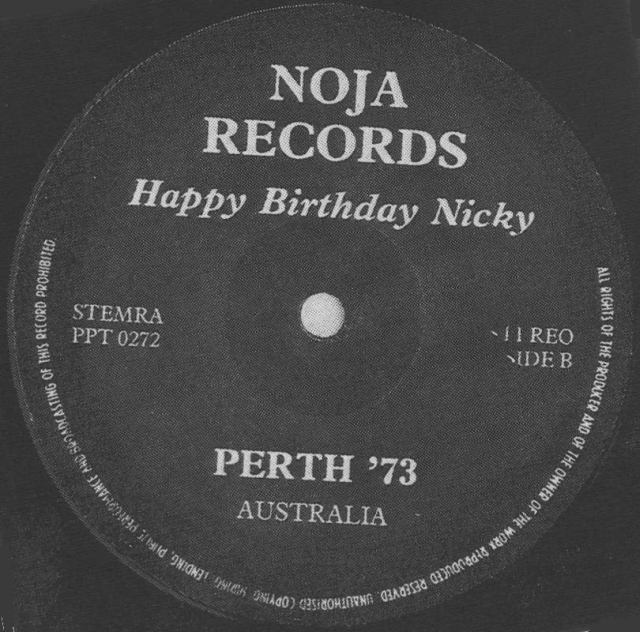 NOJA
RECORDS
Happy Birthday Nicky
STEMRA
PPT 0272
STEREO
SIDE B
PERTH '73
AUSTRALIA
ALL RIGHTS OF THE PRODUCER AND OF THE OWNER OF THE WORK REPRODUCED RESERVED. UNAUTHORISED COPYING, HIRING, LENDING, PUBLIC PERFORMANCE AND BROADCASTING OF THIS RECORD PROHIBITED.